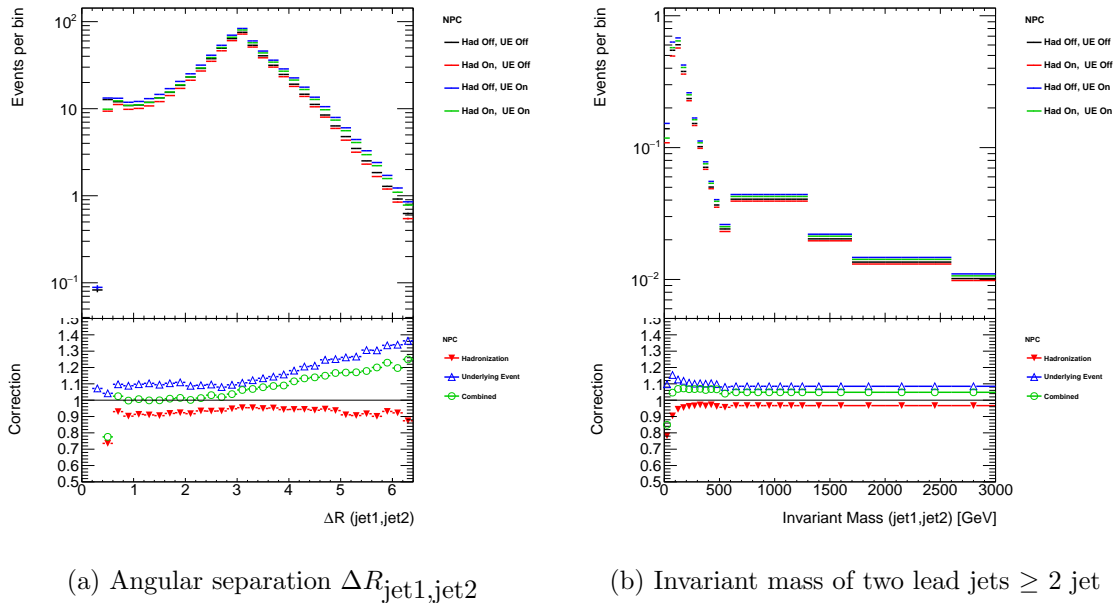 Events per bin
10²
10
1
10⁻¹
NPC
Had Off, UE Off
Had On, UE Off
Had Off, UE On
Had On, UE On
Correction
1.5
1.4
1.3
1.2
1.1
1
0.9
0.8
0.7
0.6
0.5
0 1 2 3 4 5 6
ΔR (jet1,jet2)
NPC
Hadronization
Underlying Event
Combined
(a) Angular separation ΔR jet1,jet2
Events per bin
1
10⁻¹
10⁻²
NPC
Had Off, UE Off
Had On, UE Off
Had Off, UE On
Had On, UE On
Correction
1.5
1.4
1.3
1.2
1.1
1
0.9
0.8
0.7
0.6
0.5
0 500 1000 1500 2000 2500 3000
Invariant Mass (jet1,jet2) [GeV]
NPC
Hadronization
Underlying Event
Combined
(b) Invariant mass of two lead jets ≥ 2 jet